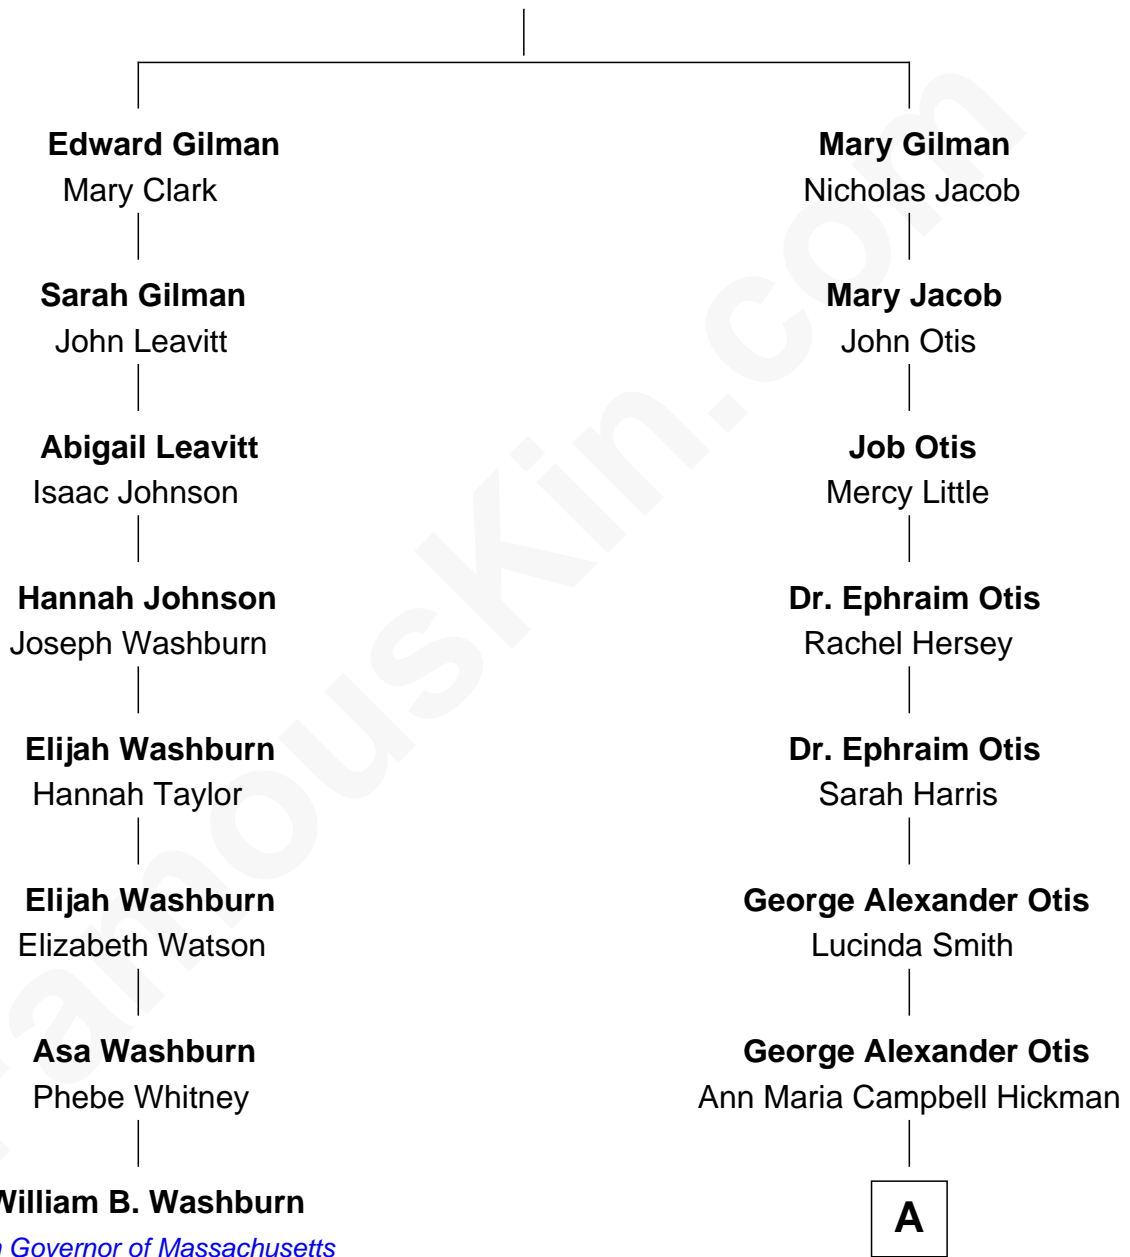 Edward Gilman
Mary Clark
Mary Gilman
Nicholas Jacob
Sarah Gilman
John Leavitt
Mary Jacob
John Otis
Abigail Leavitt
Isaac Johnson
Job Otis
Mercy Little
Hannah Johnson
Joseph Washburn
Dr. Ephraim Otis
Rachel Hersey
Elijah Washburn
Hannah Taylor
Dr. Ephraim Otis
Sarah Harris
Elijah Washburn
Elizabeth Watson
George Alexander Otis
Lucinda Smith
Asa Washburn
Phebe Whitney
George Alexander Otis
Ann Maria Campbell Hickman
William B. Washburn
Governor of Massachusetts
A
FamousKin.com